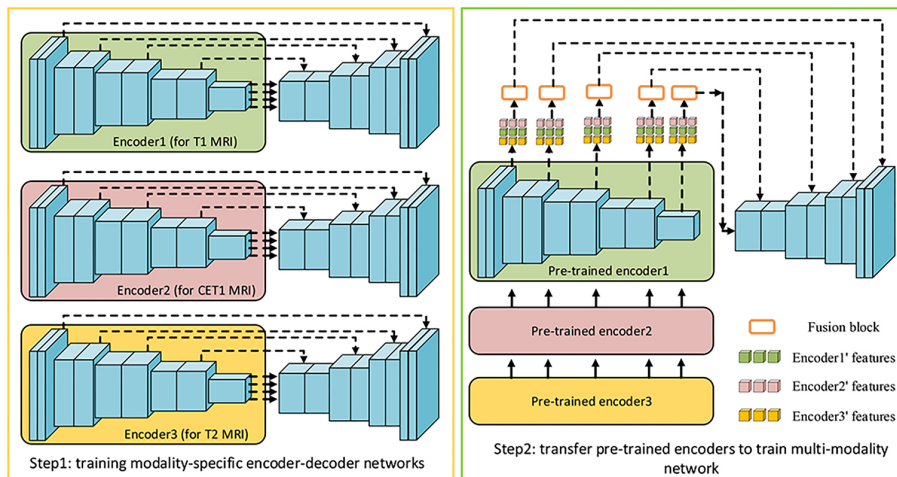 Encoder1 (for T1 MRI)
Encoder2 (for CET1 MRI)
Encoder3 (for T2 MRI)
Step1: training modality-specific encoder-decoder networks
Pre-trained encoder1
Pre-trained encoder2
Pre-trained encoder3
Fusion block
Encoder1' features
Encoder2' features
Encoder3' features
Step2: transfer pre-trained encoders to train multi-modality
network